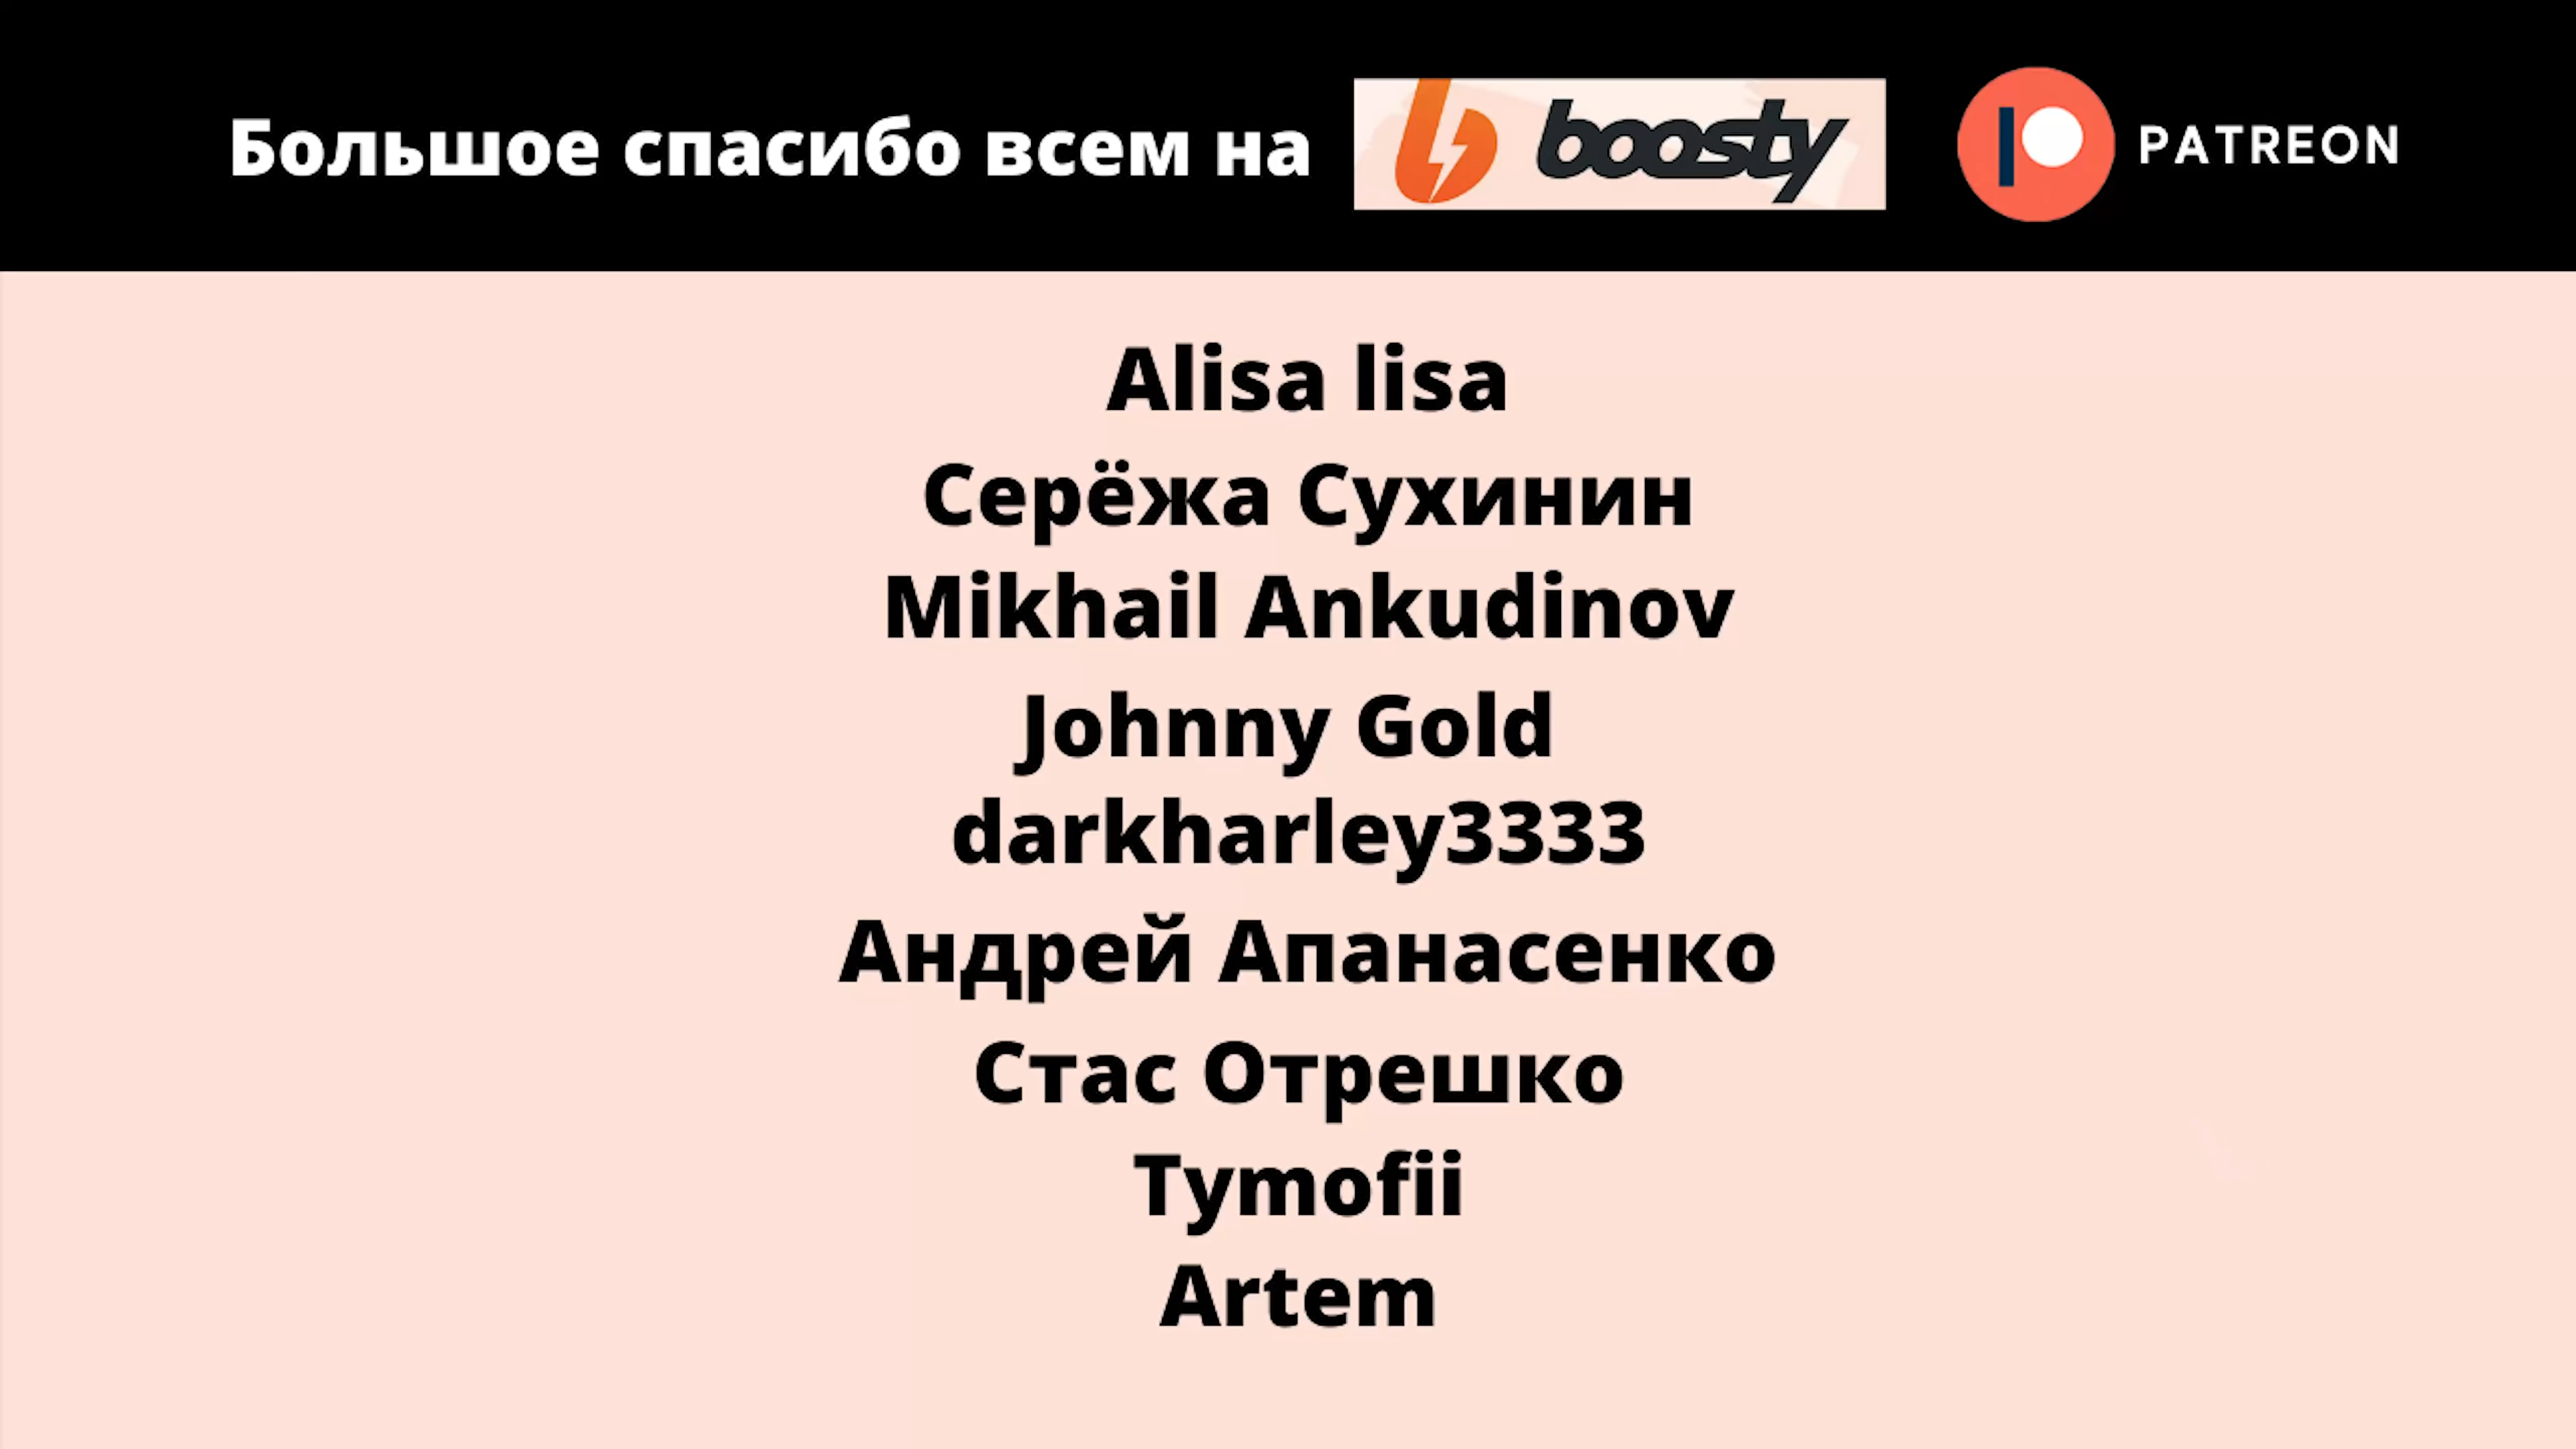 Большое спасибо всем на boosty PATREON
Alisa lisa
Серёжа Сухинин
Mikhail Ankudinov
Johnny Gold
darkharley3333
Андрей Апанасенко
Стас Отрешко
Tymofii
Artem